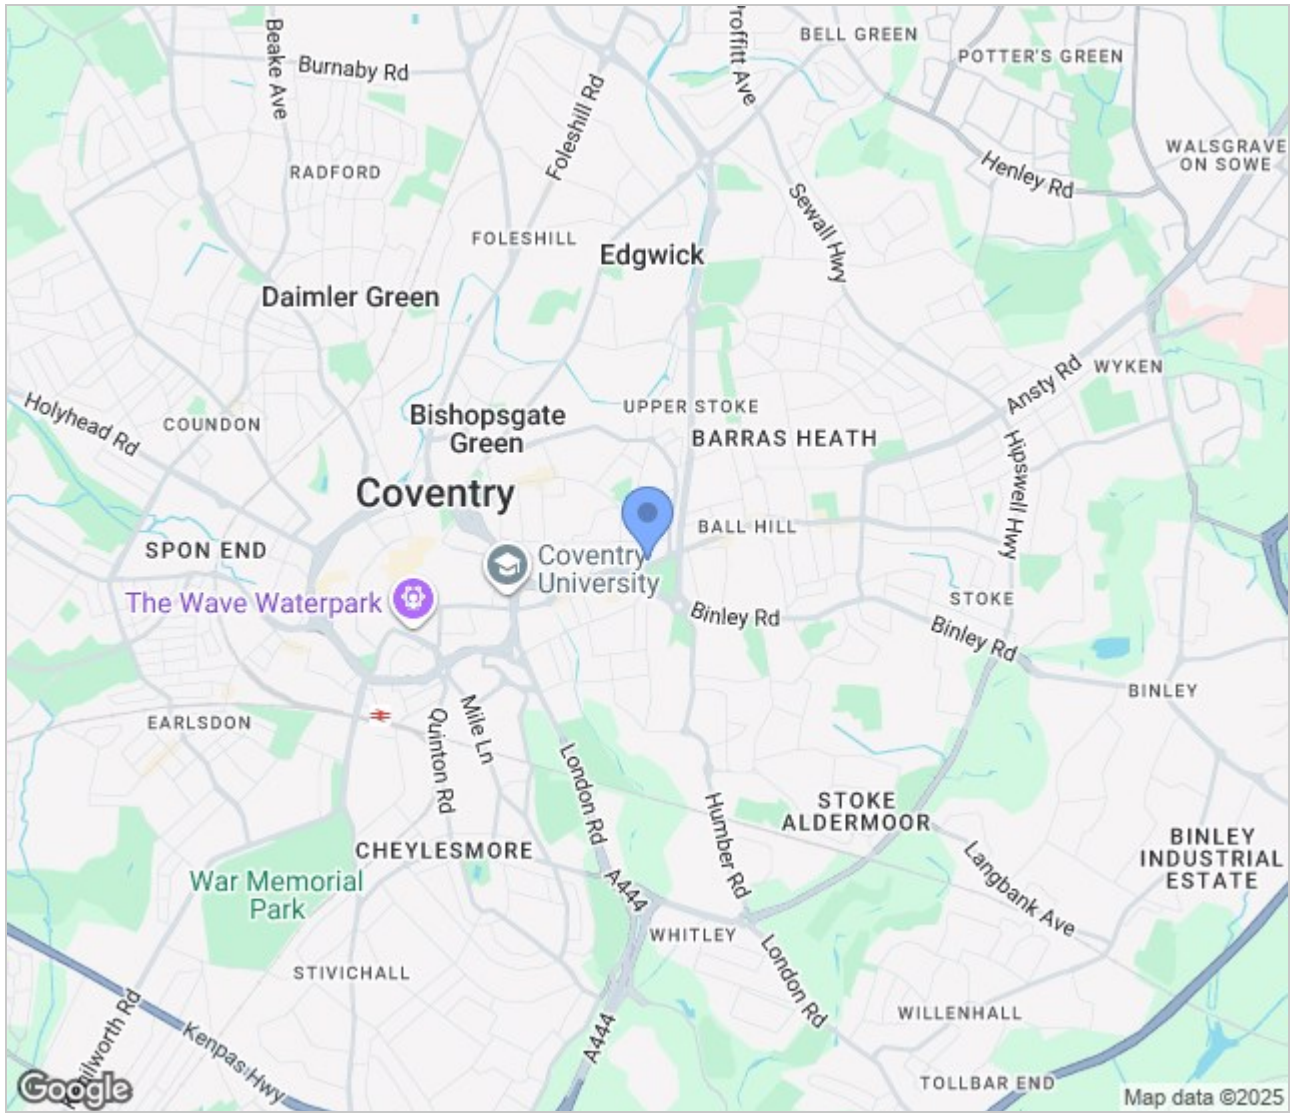 Beake Ave
Burnaby Rd
Foleshill Rd
roffitt Ave
BELL GREEN
POTTER'S GREEN
WALSGRAVE
ON SOWE
Henley Rd
RADFORD
Sewall Hwy
FOLESHILL
Edgwick
Daimler Green
Ansty Rd
WYKEN
Holyhead Rd
COUNDON
Bishopsgate
Green
UPPER STOKE
BARRAS HEATH
Hipswell Hwy
Coventry
SPON END
BALL HILL
Coventry
University
The Wave Waterpark
Binley Rd
STOKE
Binley Rd
BINLEY
EARLSDON
Quinton Rd
Mile Ln
London Rd
Humber Rd
STOKE
ALDERMOOR
CHEYLESMORE
BINLEY
INDUSTRIAL
ESTATE
War Memorial
Park
A444
Langbank Ave
WHITLEY
STIVICHALL
London Rd
WILLENHALL
Kenpas Hwy
A444
TOLLBAR END
Google
Map data ©2025